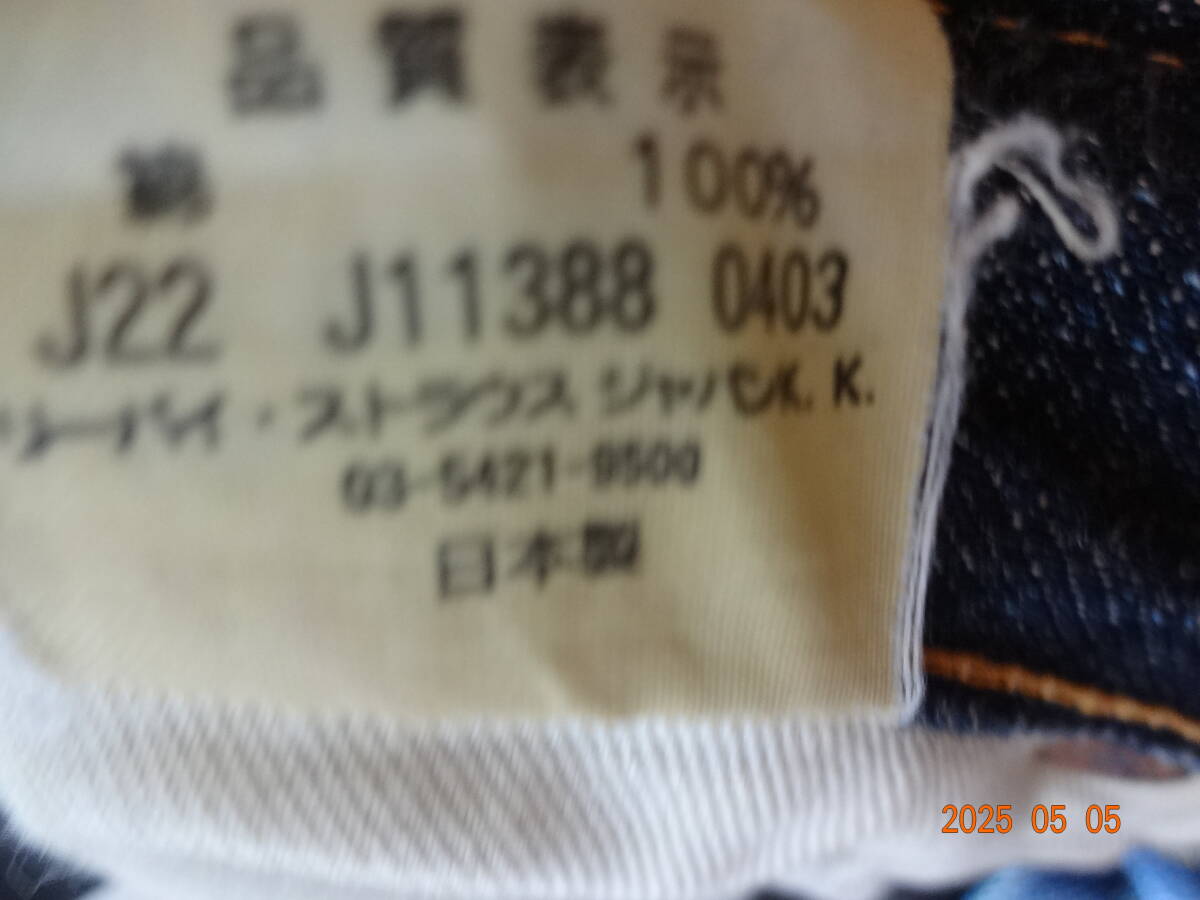 品質表示
綿 100%
J22 J11388 0403
リーバイ・ストラウス ジャパンK.K.
03-5421-9500
日本製
2025 05 05